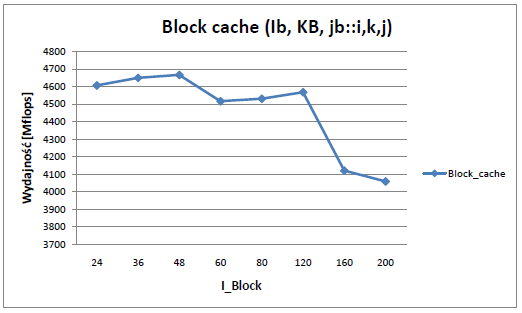 Block cache (Ib, KB, jb::i,k,j)
Wydajność [Mflops]
4800
4700
4600
4500
4400
4300
4200
4100
4000
3900
3800
3700
24 36 48 60 80 120 160 200
I_Block
Block_cache